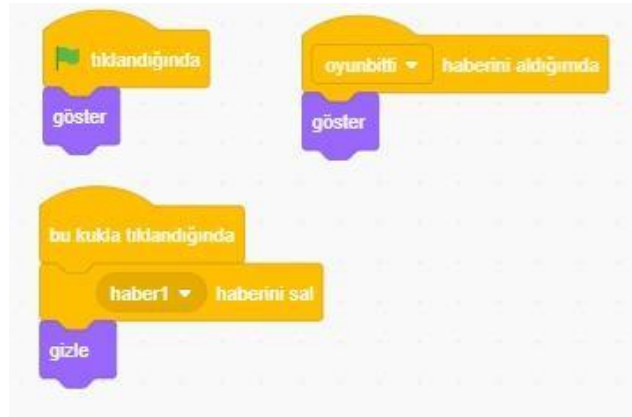 tıklandığında
göster
oyunbitti haberini aldığımda
göster
bu kukla tıklandığında
haber1 haberini sal
gizle